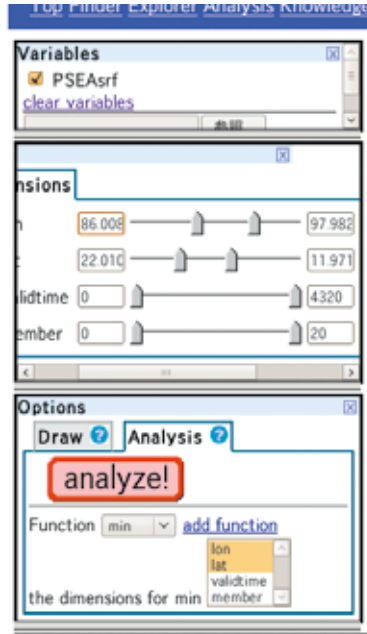 Top Finder Explorer Analysis Knowledge
Variables
PSEAsrf
clear variables
参照
nsions
n 86.008 97.982
t 22.010 11.971
lidtime 0 4320
ember 0 20
Options
Draw ? Analysis ?
analyze!
Function min add function
lon
lat
validtime
the dimensions for min member